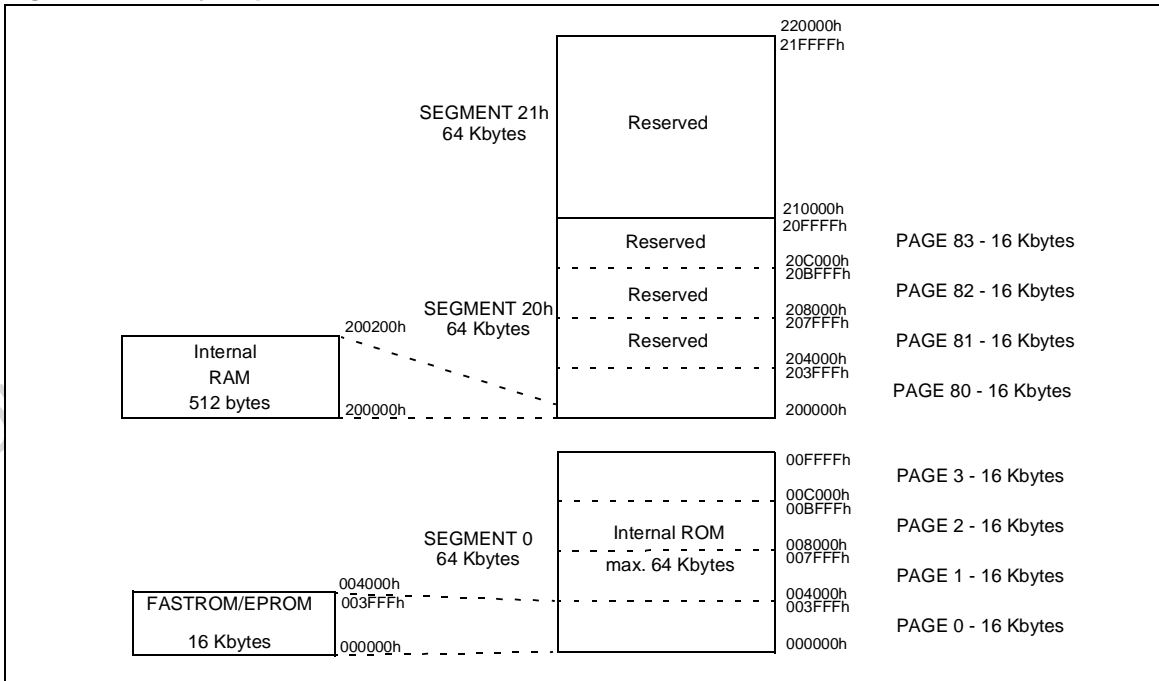 220000h
21FFFFh
SEGMENT 21h
64 Kbytes
Reserved
210000h
20FFFFh
Reserved
PAGE 83 - 16 Kbytes
20C000h
20BFFFh
Reserved
PAGE 82 - 16 Kbytes
SEGMENT 20h
64 Kbytes
208000h
207FFFh
Reserved
PAGE 81 - 16 Kbytes
204000h
203FFFh
PAGE 80 - 16 Kbytes
200000h
200200h
Internal
RAM
512 bytes
200000h
00FFFFh
PAGE 3 - 16 Kbytes
00C000h
00BFFFh
SEGMENT 0
64 Kbytes
Internal ROM
max. 64 Kbytes
PAGE 2 - 16 Kbytes
008000h
007FFFh
PAGE 1 - 16 Kbytes
004000h
003FFFh
PAGE 0 - 16 Kbytes
000000h
004000h
003FFFh
FASTROM/EPROM
16 Kbytes
000000h